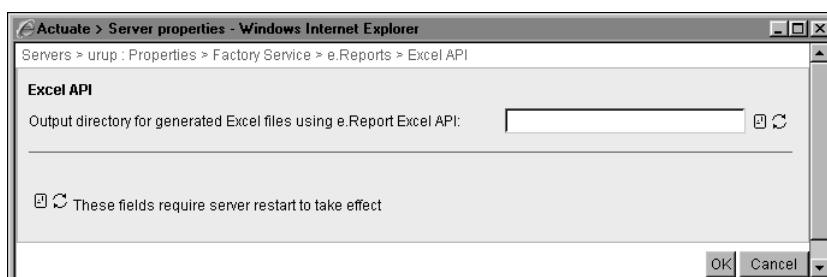 Actuate > Server properties - Windows Internet Explorer
Servers > urup : Properties > Factory Service > e.Reports > Excel API
Excel API
Output directory for generated Excel files using e.Report Excel API:
These fields require server restart to take effect
OK Cancel